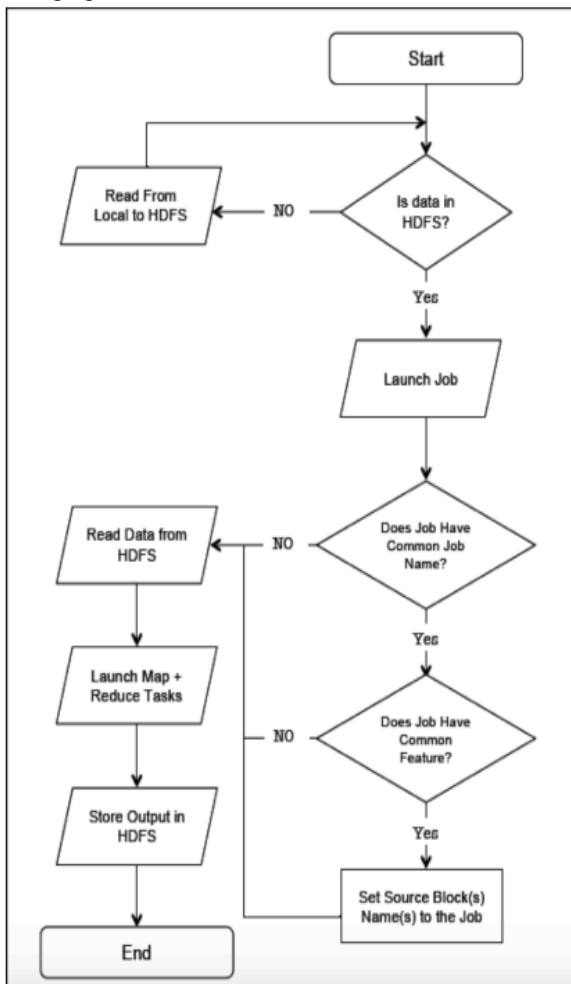 Start
Is data in
HDFS?
NO
Read From
Local to HDFS
Yes
Launch Job
Does Job Have
Common Job
Name?
NO
Read Data from
HDFS
Yes
Launch Map +
Reduce Tasks
Does Job Have
Common
Feature?
NO
Store Output in
HDFS
Yes
Set Source Block(s)
Name(s) to the Job
End